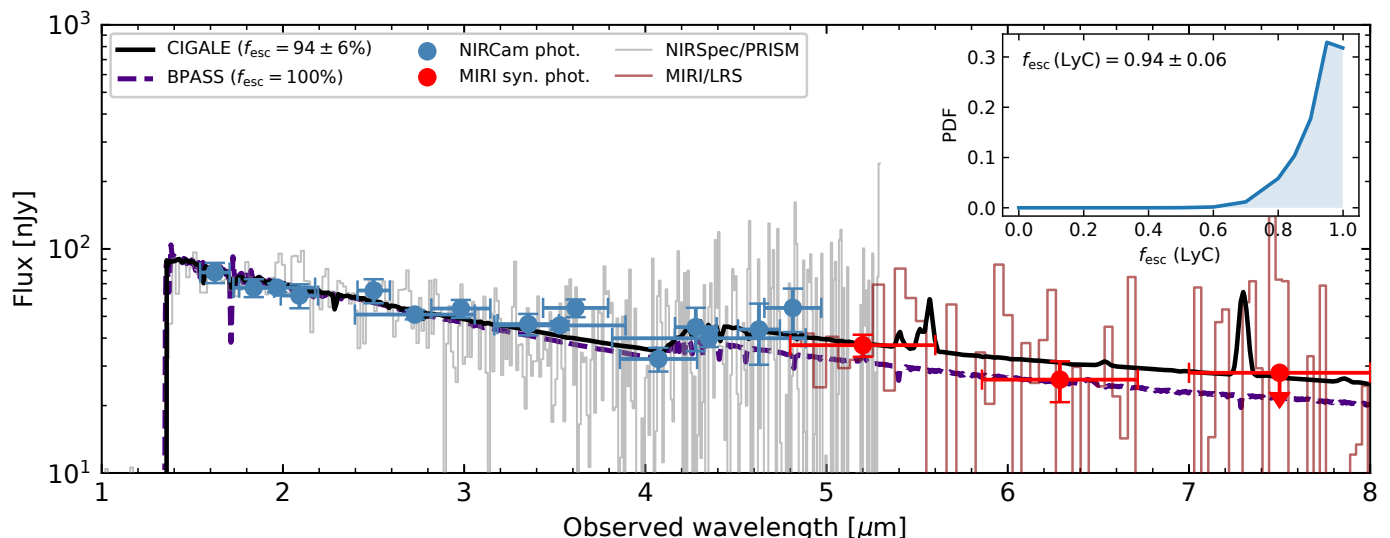 CIGALE (f_esc = 94 ± 6%)
BPASS (f_esc = 100%)
NIRCam phot.
MIRI syn. phot.
NIRSpec/PRISM
MIRI/LRS
Flux [nJy]
10³
10²
10¹
1 2 3 4 5 6 7 8
Observed wavelength [μm]
f_esc (LyC) = 0.94 ± 0.06
PDF
0.3
0.2
0.1
0.0
0.0 0.2 0.4 0.6 0.8 1.0
f_esc (LyC)